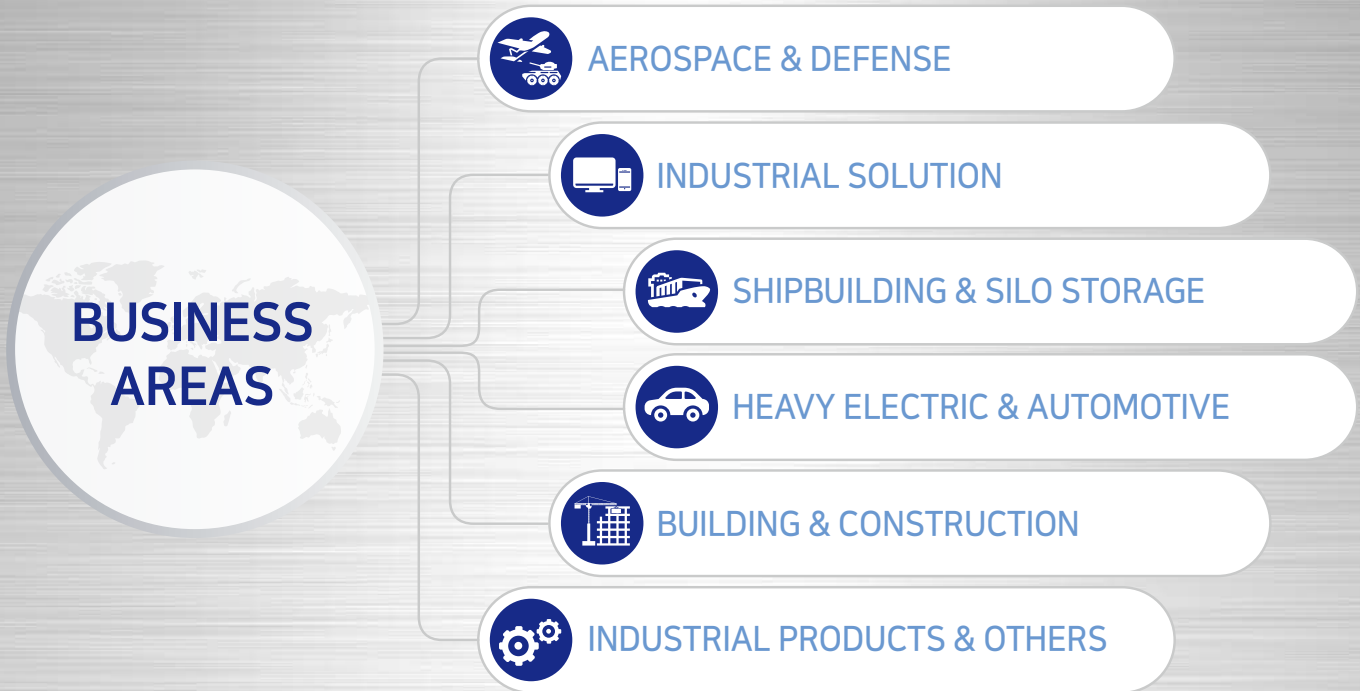 BUSINESS
AREAS
AEROSPACE & DEFENSE
INDUSTRIAL SOLUTION
SHIPBUILDING & SILO STORAGE
HEAVY ELECTRIC & AUTOMOTIVE
BUILDING & CONSTRUCTION
INDUSTRIAL PRODUCTS & OTHERS